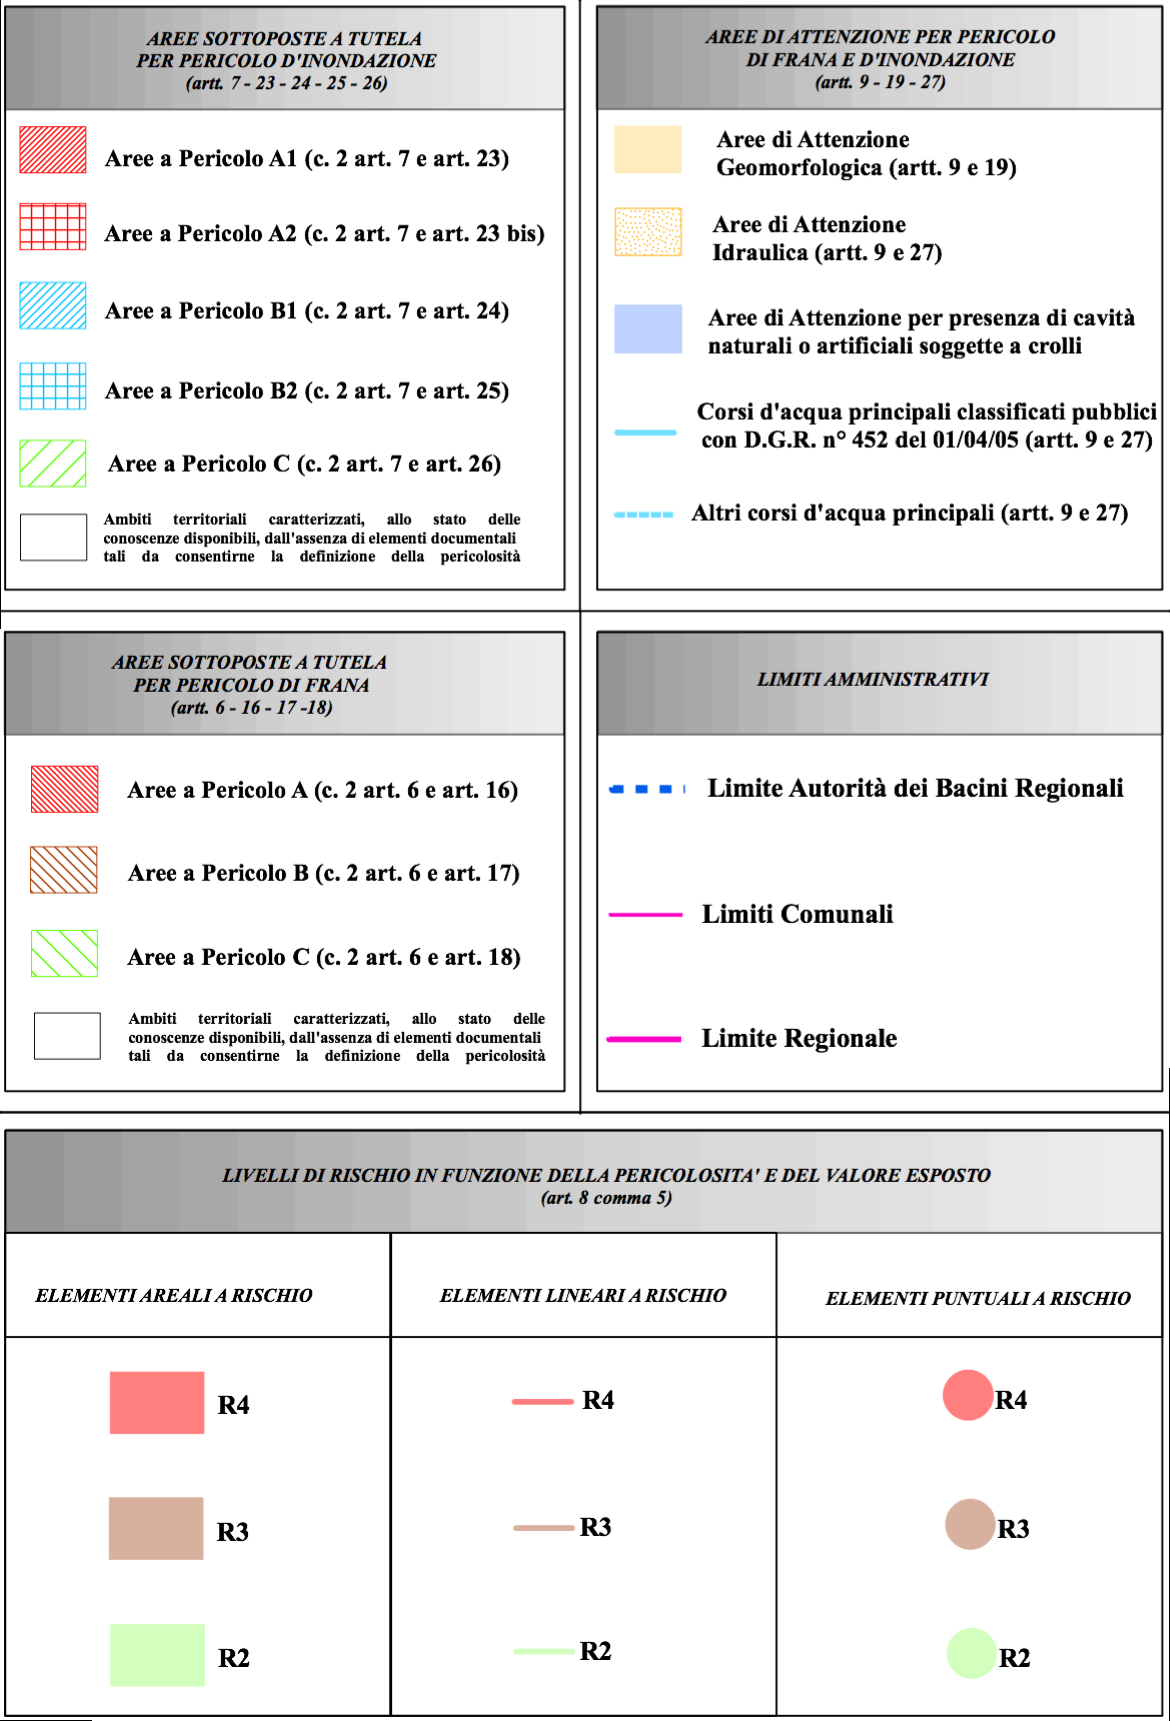 AREE SOTTOPOSTE A TUTELA
PER PERICOLO D'INONDAZIONE
(artt. 7 - 23 - 24 - 25 - 26)
Aree a Pericolo A1 (c. 2 art. 7 e art. 23)
Aree a Pericolo A2 (c. 2 art. 7 e art. 23 bis)
Aree a Pericolo B1 (c. 2 art. 7 e art. 24)
Aree a Pericolo B2 (c. 2 art. 7 e art. 25)
Aree a Pericolo C (c. 2 art. 7 e art. 26)
Ambiti territoriali caratterizzati, allo stato delle
conoscenze disponibili, dall'assenza di elementi documentali
tali da consentirne la definizione della pericolosità
AREE DI ATTENZIONE PER PERICOLO
DI FRANA E D'INONDAZIONE
(artt. 9 - 19 - 27)
Aree di Attenzione
Geomorfologica (artt. 9 e 19)
Aree di Attenzione
Idraulica (artt. 9 e 27)
Aree di Attenzione per presenza di cavità
naturali o artificiali soggette a crolli
Corsi d'acqua principali classificati pubblici
con D.G.R. n° 452 del 01/04/05 (artt. 9 e 27)
Altri corsi d'acqua principali (artt. 9 e 27)
AREE SOTTOPOSTE A TUTELA
PER PERICOLO DI FRANA
(artt. 6 - 16 - 17 -18)
Aree a Pericolo A (c. 2 art. 6 e art. 16)
Aree a Pericolo B (c. 2 art. 6 e art. 17)
Aree a Pericolo C (c. 2 art. 6 e art. 18)
Ambiti territoriali caratterizzati, allo stato delle
conoscenze disponibili, dall'assenza di elementi documentali
tali da consentirne la definizione della pericolosità
LIMITI AMMINISTRATIVI
Limite Autorità dei Bacini Regionali
Limiti Comunali
Limite Regionale
LIVELLI DI RISCHIO IN FUNZIONE DELLA PERICOLOSITA' E DEL VALORE ESPOSTO
(art. 8 comma 5)
ELEMENTI AREALI A RISCHIO
R4
R3
R2
ELEMENTI LINEARI A RISCHIO
R4
R3
R2
ELEMENTI PUNTUALI A RISCHIO
R4
R3
R2